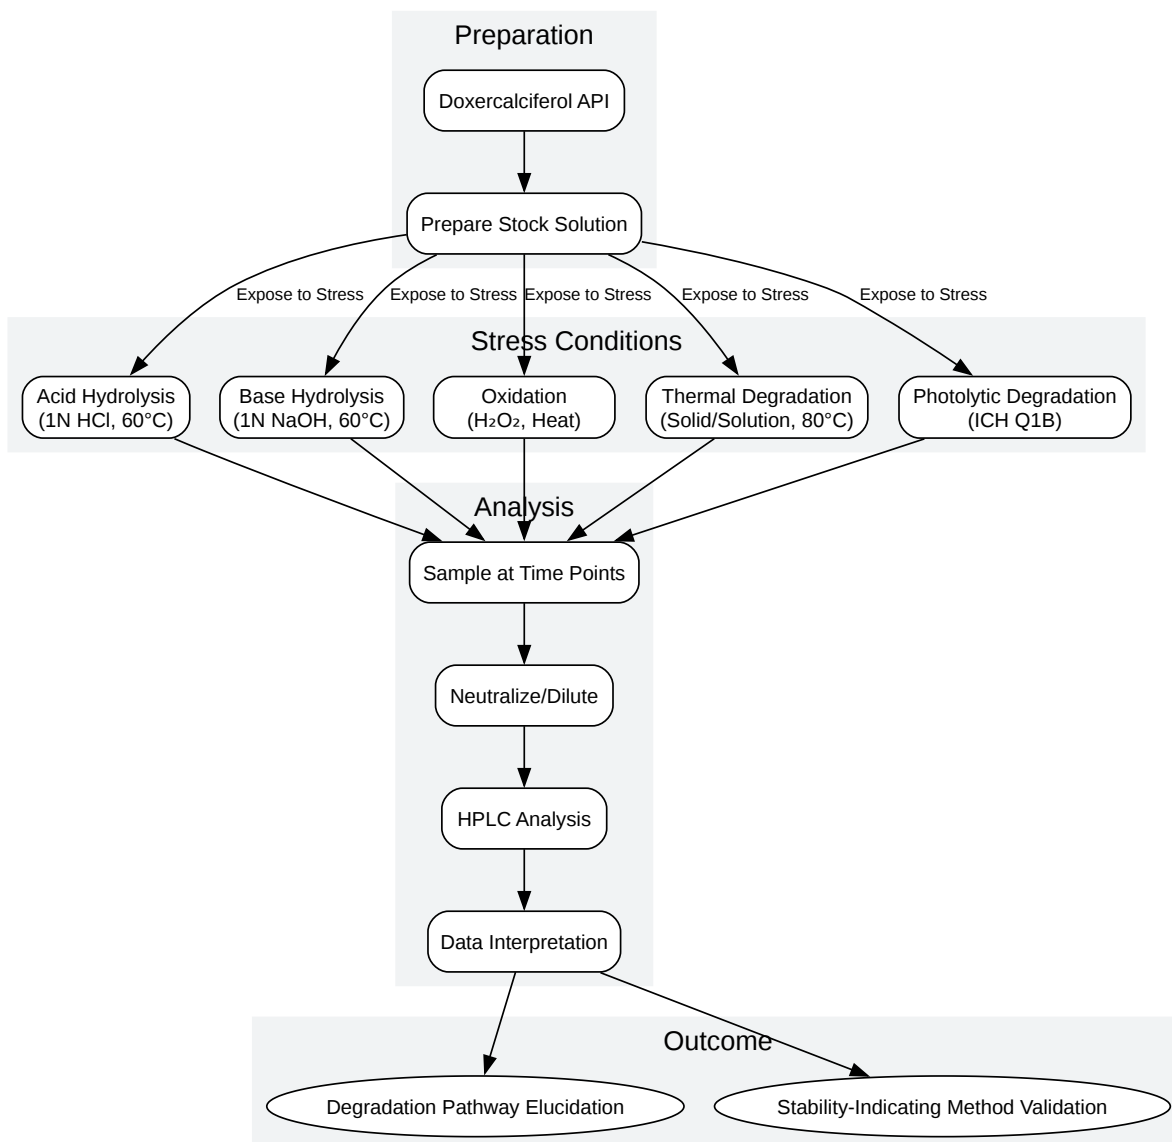 Preparation
Doxercalciferol API
Prepare Stock Solution
Expose to Stress
Expose to Stress
Expose to Stress
Expose to Stress
Expose to Stress
Stress Conditions
Acid Hydrolysis
(1N HCl, 60°C)
Base Hydrolysis
(1N NaOH, 60°C)
Oxidation
(H₂O₂, Heat)
Thermal Degradation
(Solid/Solution, 80°C)
Photolytic Degradation
(ICH Q1B)
Analysis
Sample at Time Points
Neutralize/Dilute
HPLC Analysis
Data Interpretation
Outcome
Degradation Pathway Elucidation
Stability-Indicating Method Validation